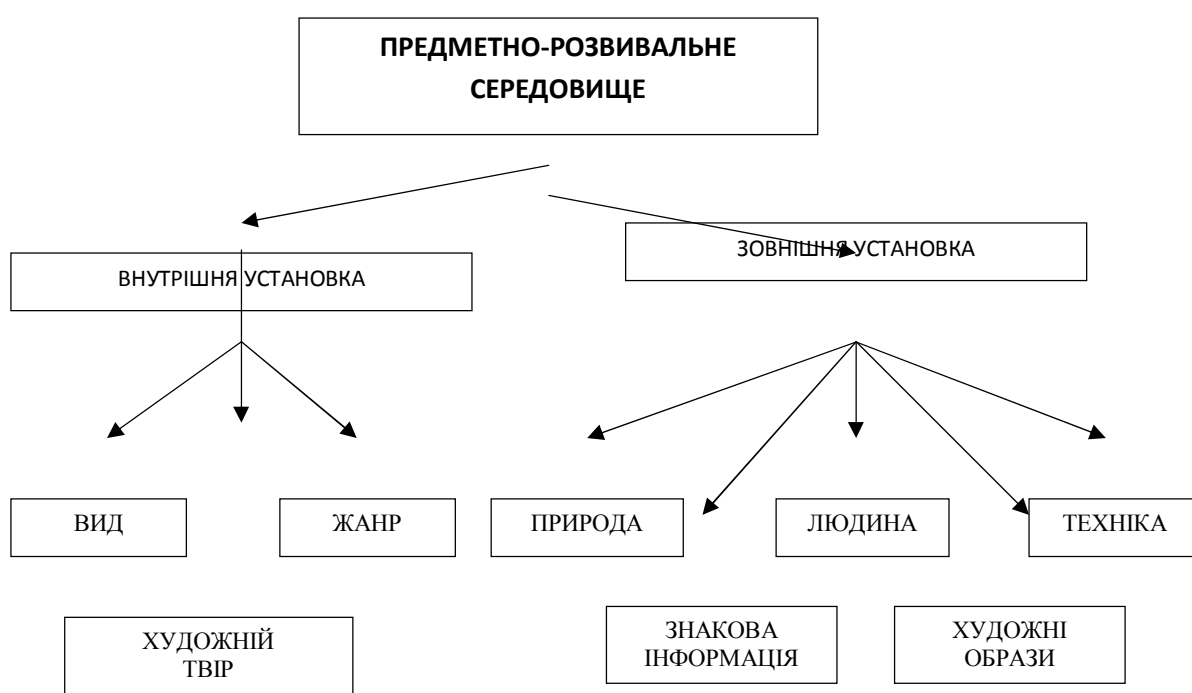 ПРЕДМЕТНО-РОЗВИВАЛЬНЕ
СЕРЕДОВИЩЕ
ВНУТРІШНЯ УСТАНОВКА
ЗОВНІШНЯ УСТАНОВКА
ВИД
ЖАНР
ПРИРОДА
ЛЮДИНА
ТЕХНІКА
ХУДОЖНІЙ
ТВІР
ЗНАКОВА
ІНФОРМАЦІЯ
ХУДОЖНІ
ОБРАЗИ